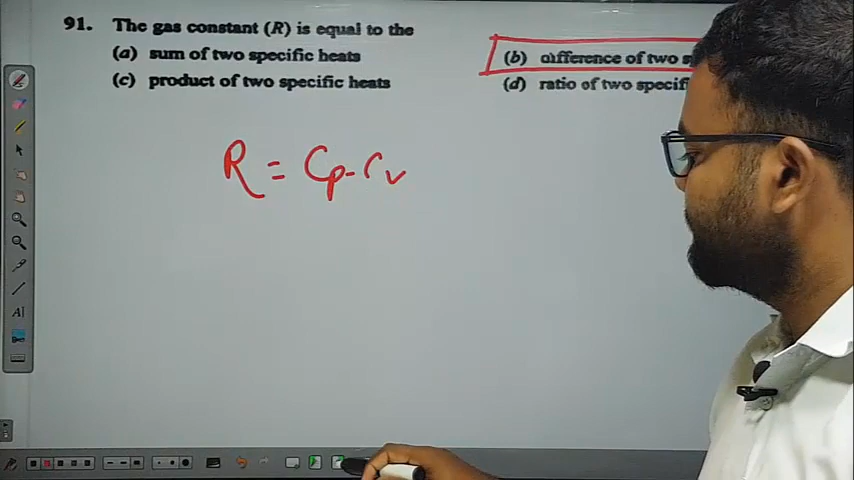 91. The gas constant (R) is equal to the
(a) sum of two specific heats
(b) difference of two
(c) product of two specific heats
(d) ratio of two
R = Cp - Cv
AI